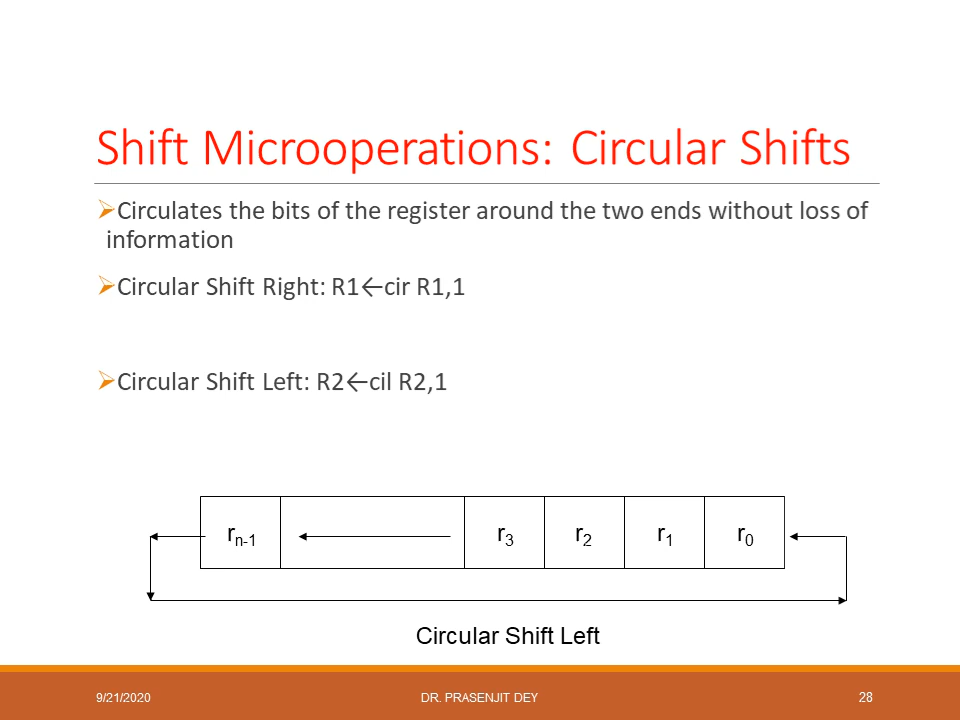 Shift Microoperations: Circular Shifts
➢Circulates the bits of the register around the two ends without loss of
information
➢Circular Shift Right: R1←cir R1,1
➢Circular Shift Left: R2←cil R2,1
rn-1 r3 r2 r1 r0
Circular Shift Left
9/21/2020 DR. PRASENJIT DEY 28